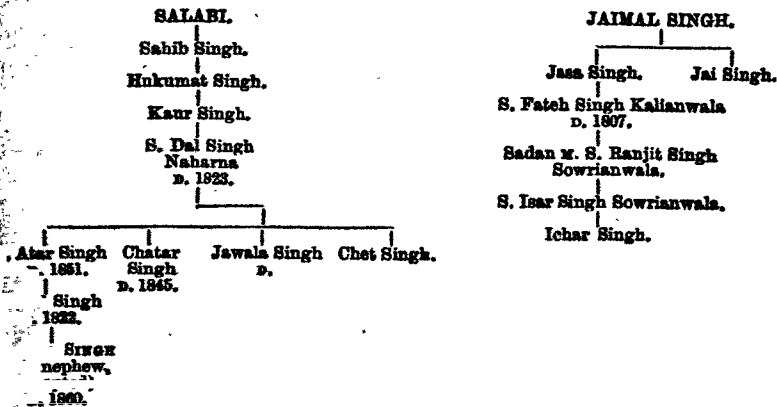 SALABI.
Sahib Singh.
Hukumat Singh.
Kaur Singh.
S. Dal Singh
Naharna
D. 1823.
Atar Singh
1851.
Chatar
Singh
D. 1845.
Jawala Singh
D.
Chet Singh.
Singh
SINGH
nephew,
1860.
JAIMAL SINGH.
Jasa Singh.
Jai Singh.
S. Fateh Singh Kalianwala
D. 1807.
Sadan M. S. Ranjit Singh
Sowrianwala.
S. Isar Singh Sowrianwala.
Ichar Singh.